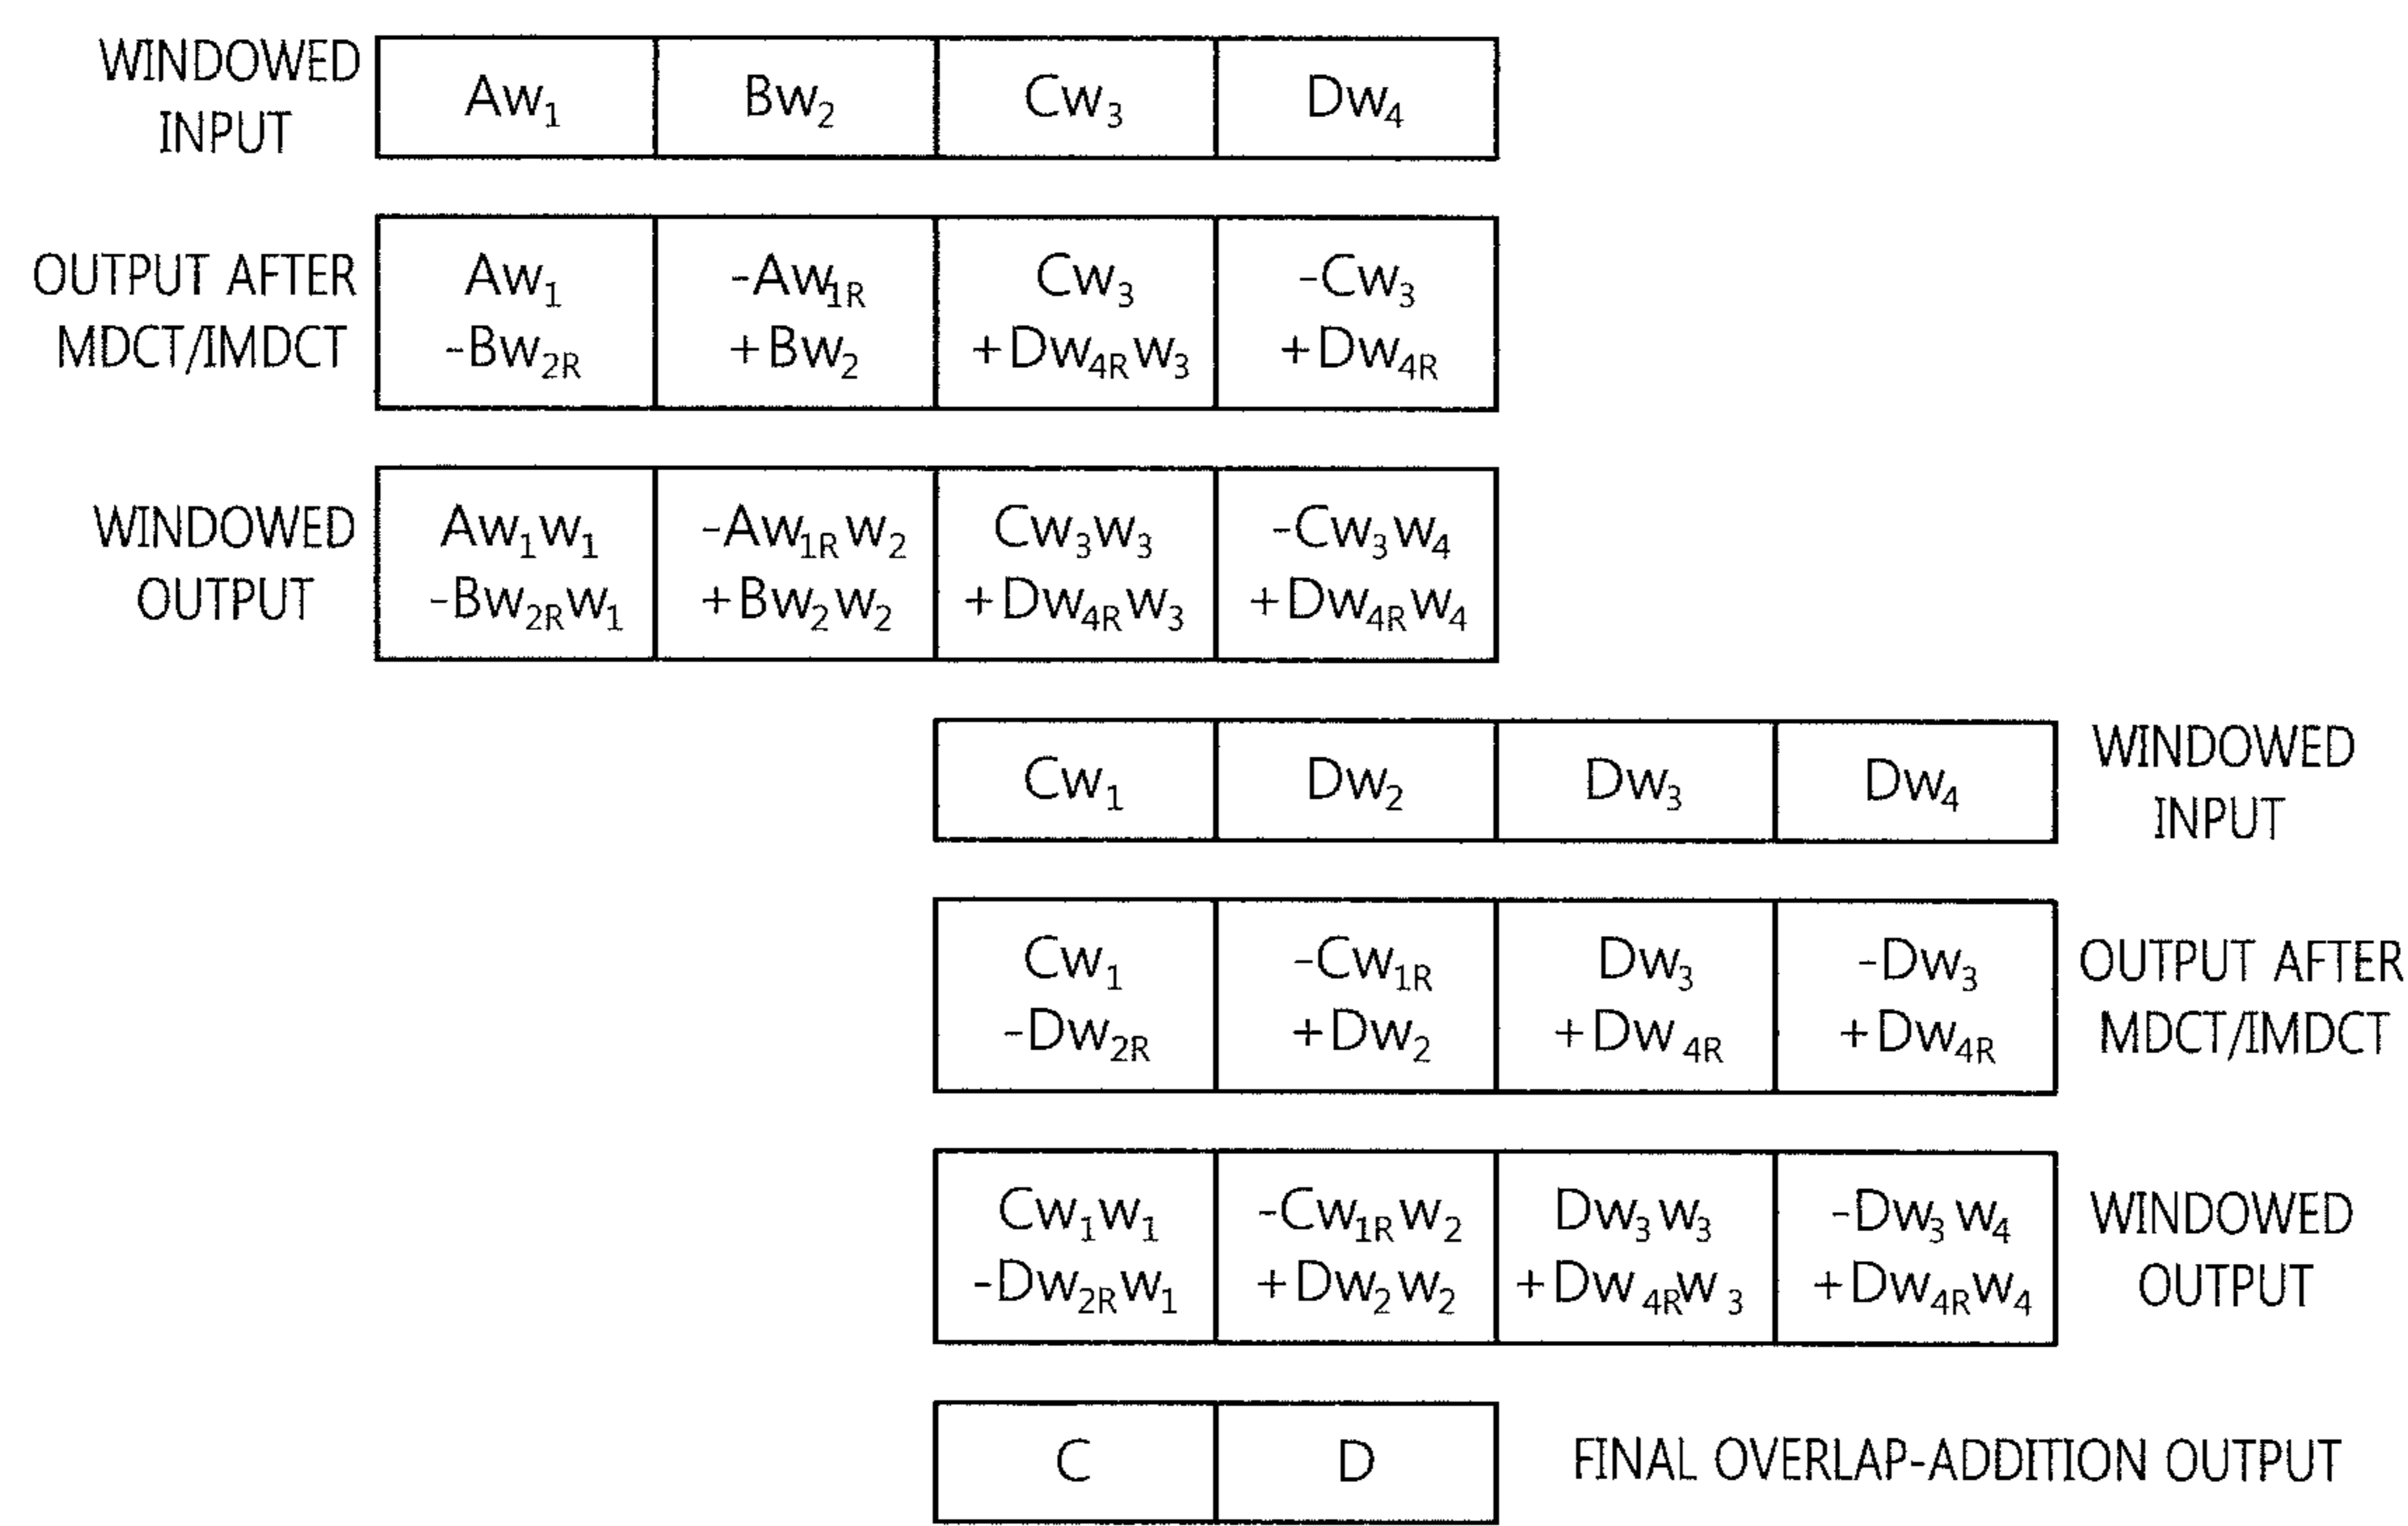 WINDOWED
INPUT
Aw₁ Bw₂ Cw₃ Dw₄
OUTPUT AFTER
MDCT/IMDCT
Aw₁ -Aw₁R Cw₃ -Cw₃
-Bw₂R +Bw₂ +Dw₄Rw₃ +Dw₄R
WINDOWED
OUTPUT
Aw₁w₁ -Aw₁Rw₂ Cw₃w₃ -Cw₃w₄
-Bw₂Rw₁ +Bw₂w₂ +Dw₄Rw₃ +Dw₄Rw₄
Cw₁ Dw₂ Dw₃ Dw₄
WINDOWED
INPUT
Cw₁ -Cw₁R Dw₃ -Dw₃
-Dw₂R +Dw₂ +Dw₄R +Dw₄R
OUTPUT AFTER
MDCT/IMDCT
Cw₁w₁ -Cw₁Rw₂ Dw₃w₃ -Dw₃w₄
-Dw₂Rw₁ +Dw₂w₂ +Dw₄Rw₃ +Dw₄Rw₄
WINDOWED
OUTPUT
C D FINAL OVERLAP-ADDITION OUTPUT